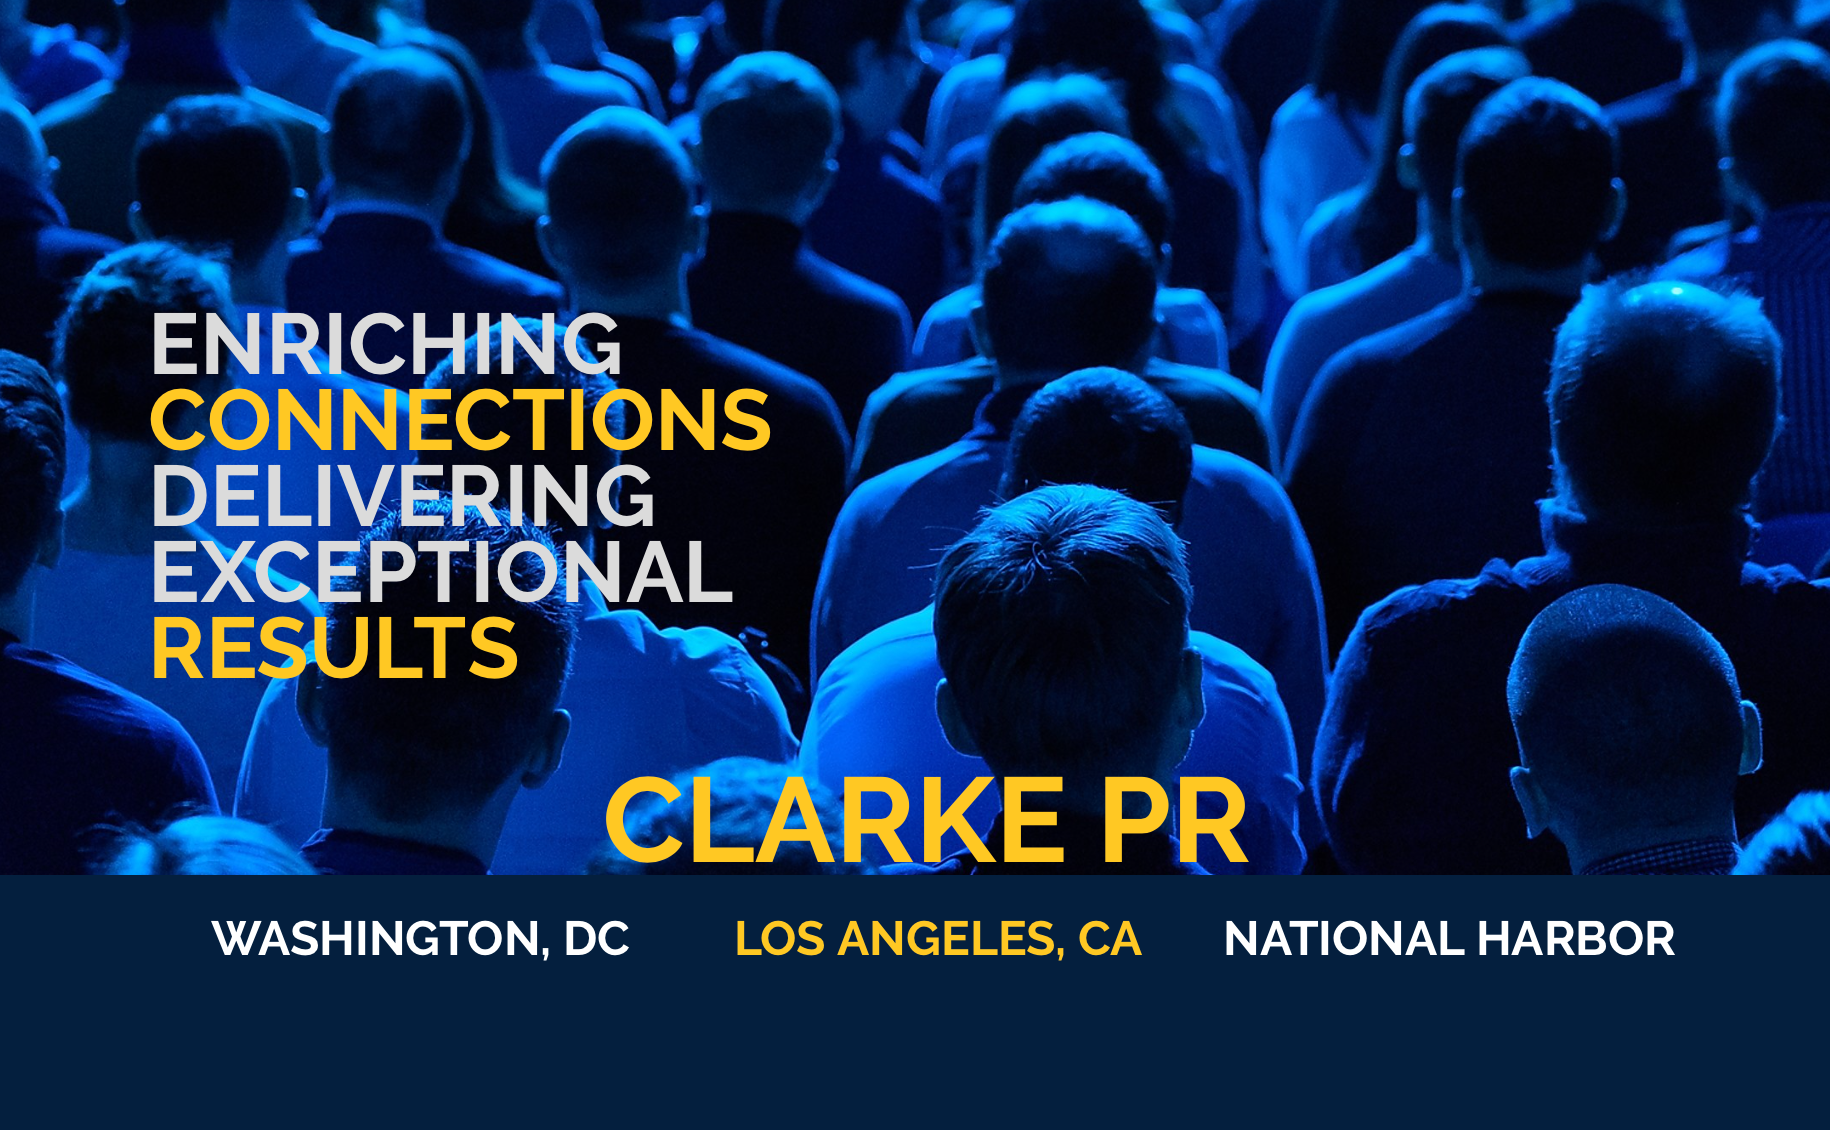 ENRICHING
CONNECTIONS
DELIVERING
EXCEPTIONAL
RESULTS
CLARKE PR
WASHINGTON, DC
LOS ANGELES, CA
NATIONAL HARBOR